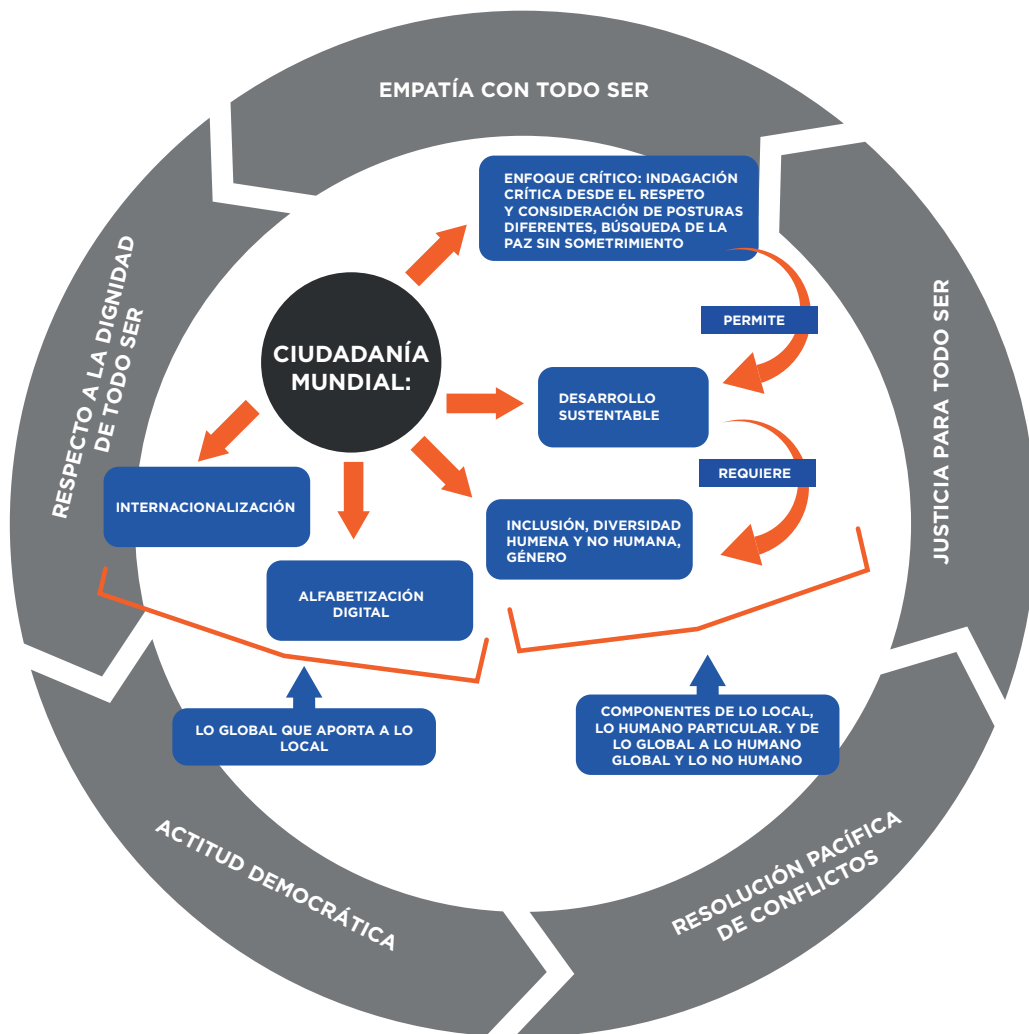 EMPATÍA CON TODO SER
ENFOQUE CRÍTICO: INDAGACIÓN
CRÍTICA DESDE EL RESPETO
Y CONSIDERACIÓN DE POSTURAS
DIFERENTES, BÚSQUEDA DE LA
PAZ SIN SOMETRIMIENTO
RESPECTO A LA DIGNIDAD
DE TODO SER
CIUDADANÍA
MUNDIAL:
PERMITE
JUSTICIA PARA TODO SER
DESARROLLO
SUSTENTABLE
REQUIERE
INTERNACIONALIZACIÓN
INCLUSIÓN, DIVERSIDAD
HUMENA Y NO HUMANA,
GÉNERO
ALFABETIZACIÓN
DIGITAL
LO GLOBAL QUE APORTA A LO
LOCAL
COMPONENTES DE LO LOCAL,
LO HUMANO PARTICULAR. Y DE
LO GLOBAL A LO HUMANO
GLOBAL Y LO NO HUMANO
ACTITUD DEMOCRÁTICA
RESOLUCIÓN PACÍFICA
DE CONFLICTOS